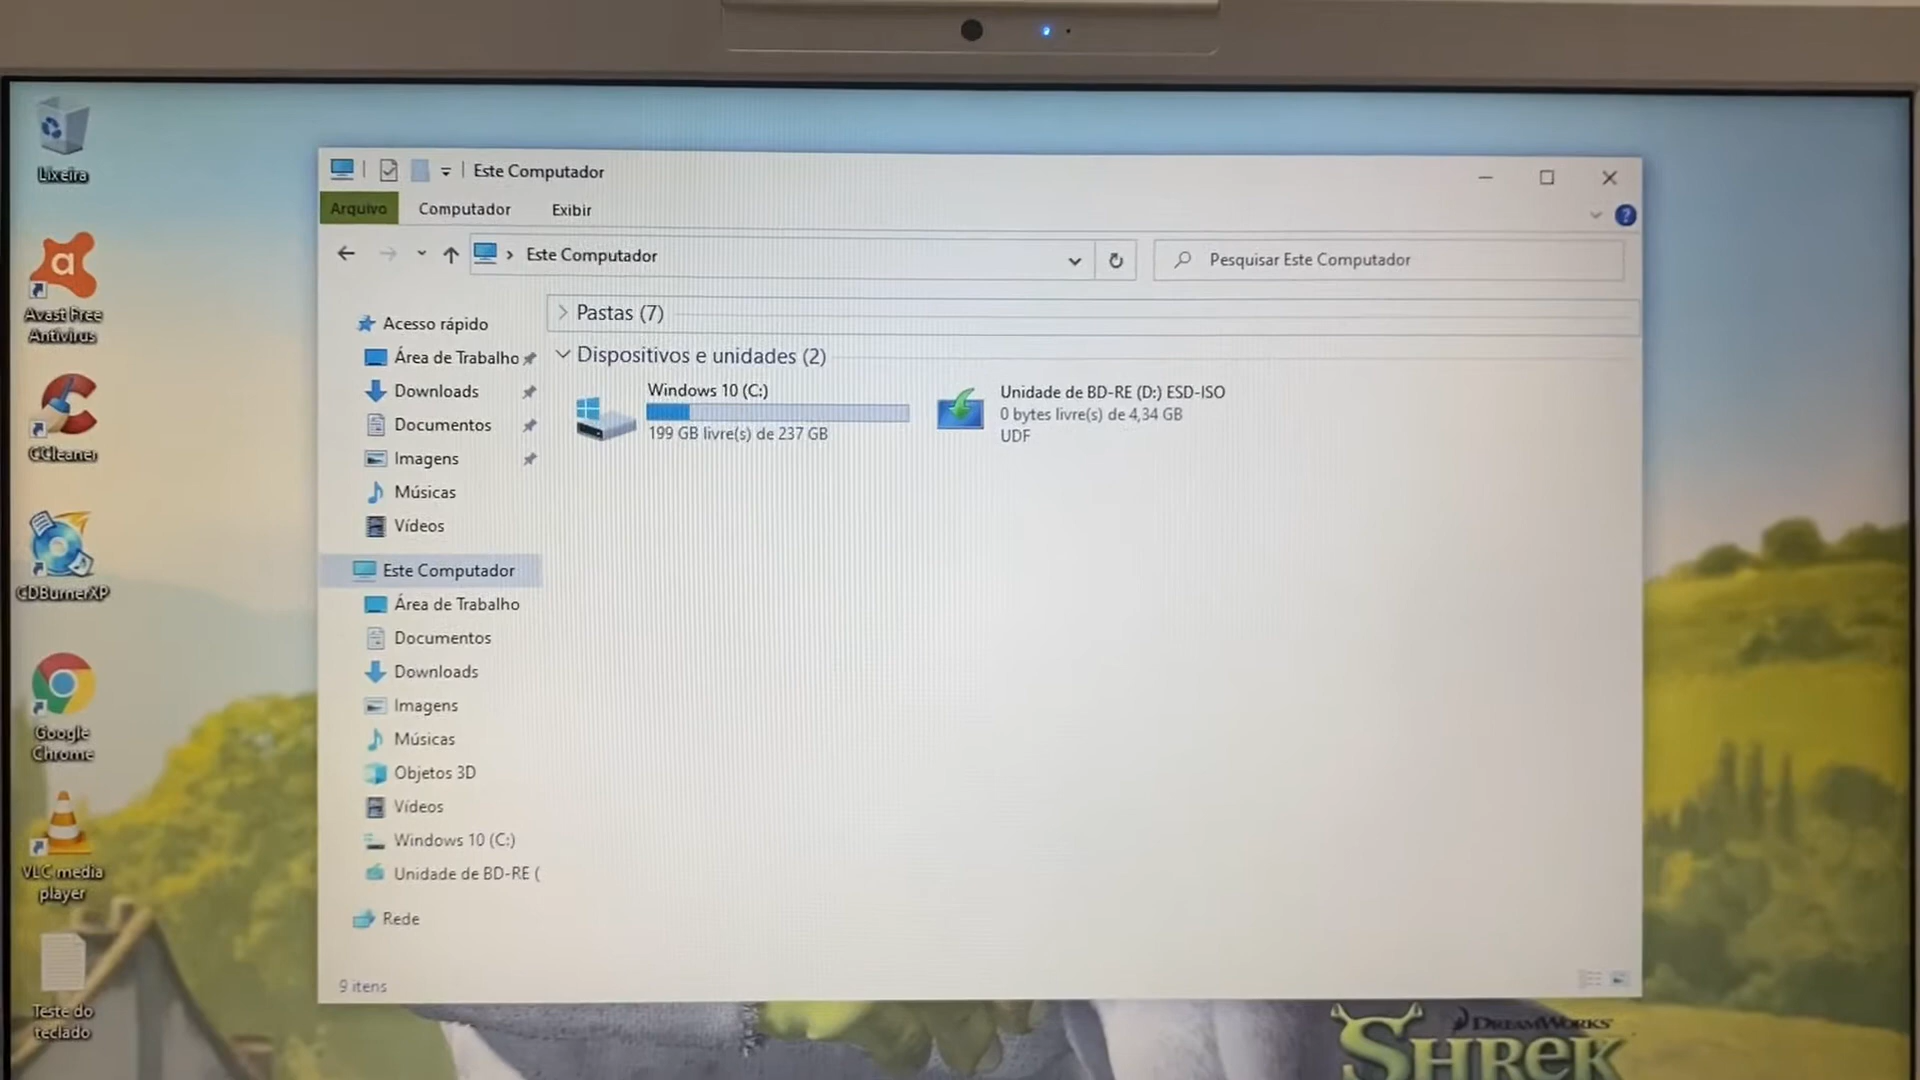 Lixeira
Avast Free
Antivirus
CCleaner
CDBurnerXP
Google
Chrome
VLC media
player
Teste do
teclado
Este Computador
Arquivo
Computador
Exibir
?
Este Computador
Pesquisar Este Computador
Acesso rápido
Área de Trabalho
Downloads
Documentos
Imagens
Músicas
Vídeos
Este Computador
Área de Trabalho
Documentos
Downloads
Imagens
Músicas
Objetos 3D
Vídeos
Windows 10 (C:)
Unidade de BD-RE (
Rede
Pastas (7)
Dispositivos e unidades (2)
Windows 10 (C:)
199 GB livre(s) de 237 GB
Unidade de BD-RE (D:) ESD-ISO
0 bytes livre(s) de 4,34 GB
UDF
9 itens
DREAMWORKS
SHREK